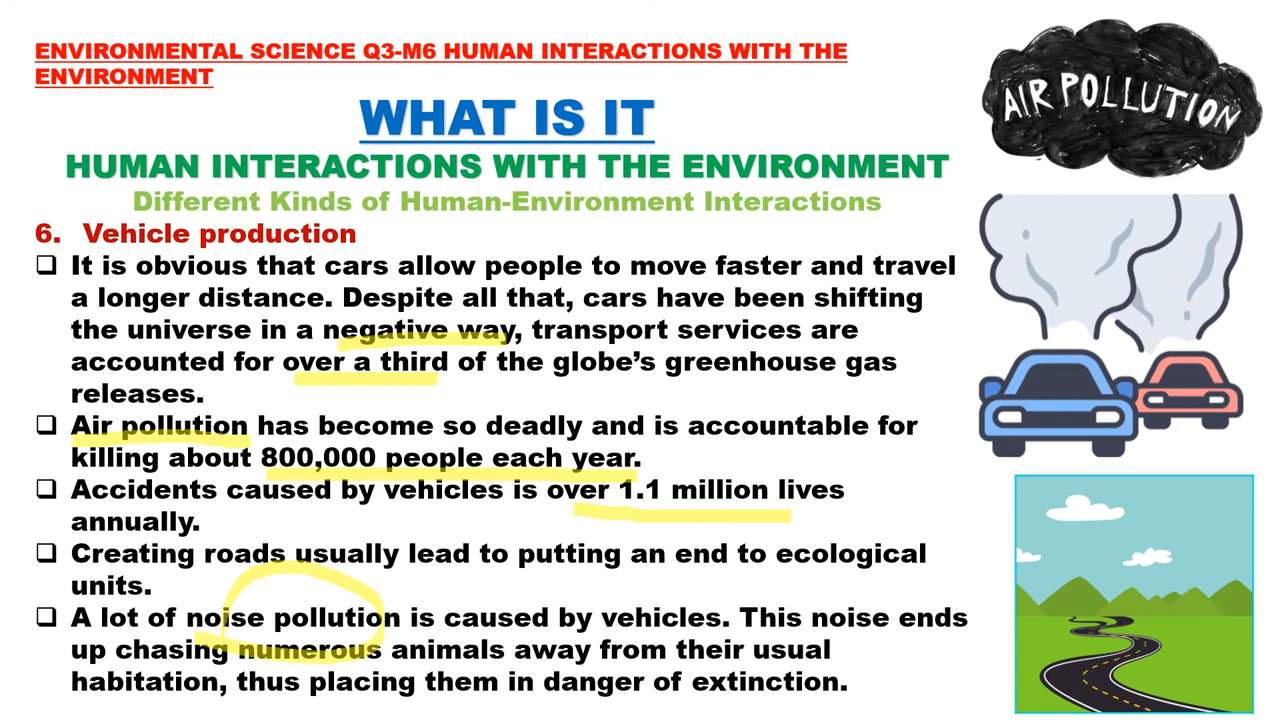 ENVIRONMENTAL SCIENCE Q3-M6 HUMAN INTERACTIONS WITH THE
ENVIRONMENT
WHAT IS IT
HUMAN INTERACTIONS WITH THE ENVIRONMENT
Different Kinds of Human-Environment Interactions
6. Vehicle production
❑ It is obvious that cars allow people to move faster and travel
a longer distance. Despite all that, cars have been shifting
the universe in a negative way, transport services are
accounted for over a third of the globe’s greenhouse gas
releases.
❑ Air pollution has become so deadly and is accountable for
killing about 800,000 people each year.
❑ Accidents caused by vehicles is over 1.1 million lives
annually.
❑ Creating roads usually lead to putting an end to ecological
units.
❑ A lot of noise pollution is caused by vehicles. This noise ends
up chasing numerous animals away from their usual
habitation, thus placing them in danger of extinction.
AIR POLLUTION